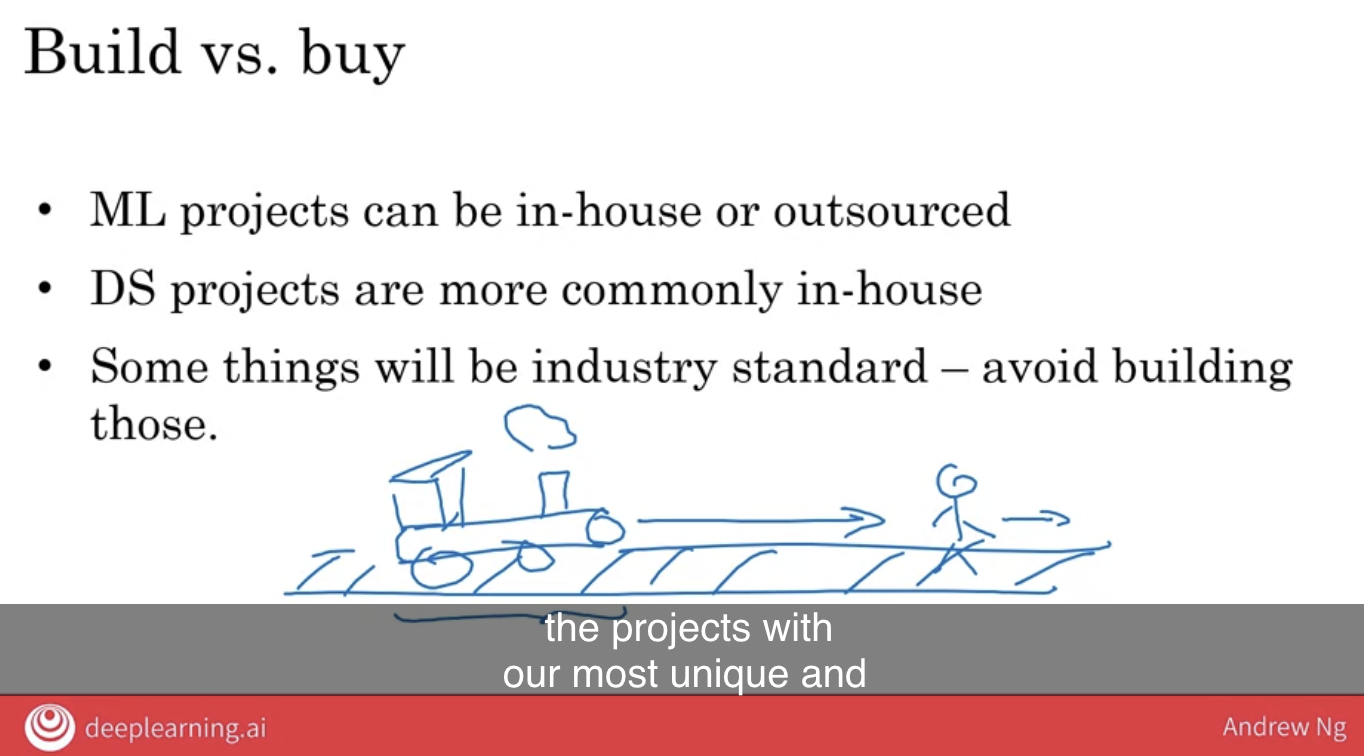 Build vs. buy
• ML projects can be in-house or outsourced
• DS projects are more commonly in-house
• Some things will be industry standard – avoid building
those.
the projects with
our most unique and
deeplearning.ai
Andrew Ng